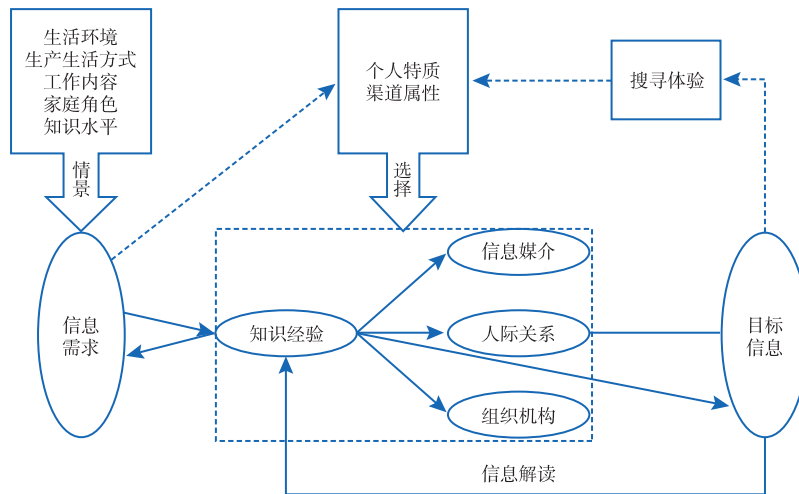 生活环境
生产生活方式
工作内容
家庭角色
知识水平
情
景
个人特质
渠道属性
选
择
搜寻体验
信息
需求
知识经验
信息媒介
人际关系
组织机构
目标
信息
信息解读